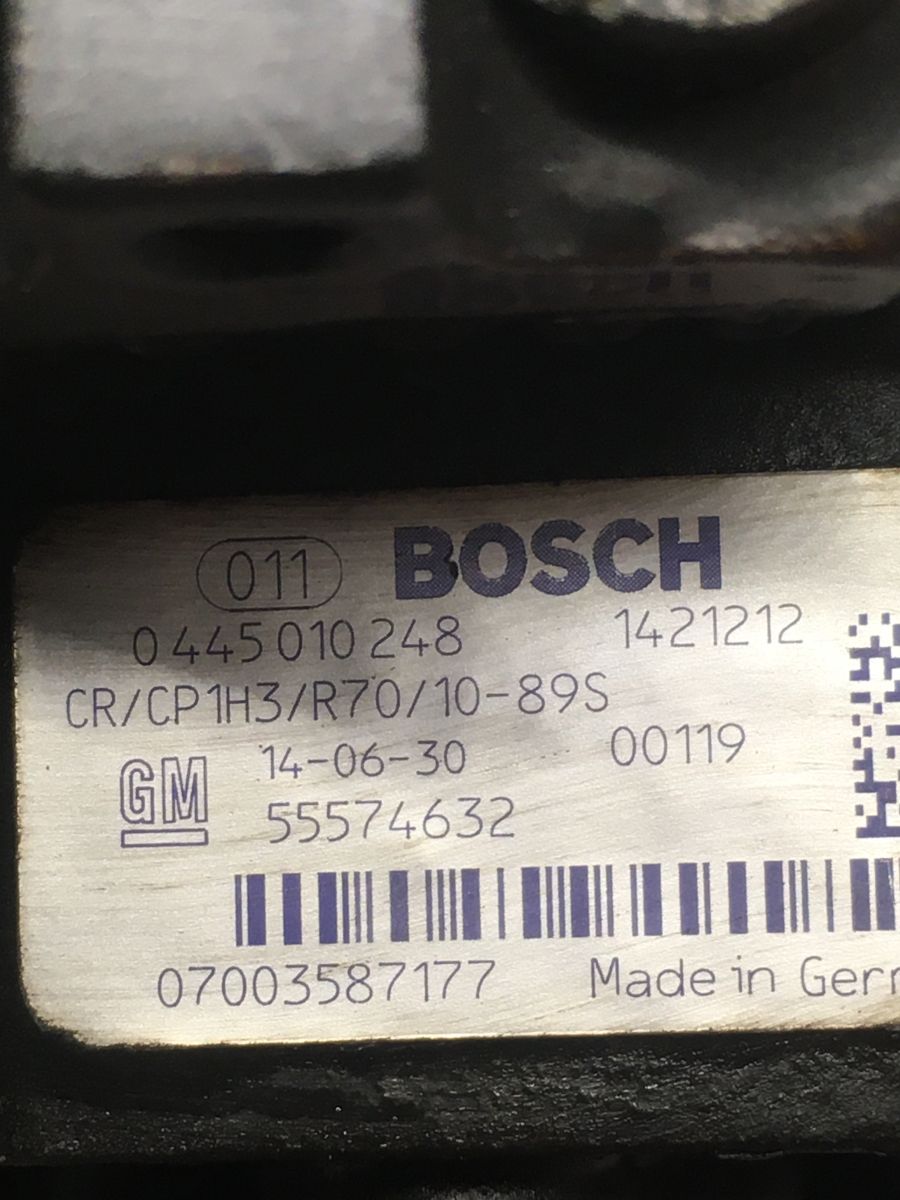 011 BOSCH
0 445 010 248 1421212
CR/CP1H3/R70/10-89S
GM 14-06-30 00119
55574632
07003587177 Made in Ger